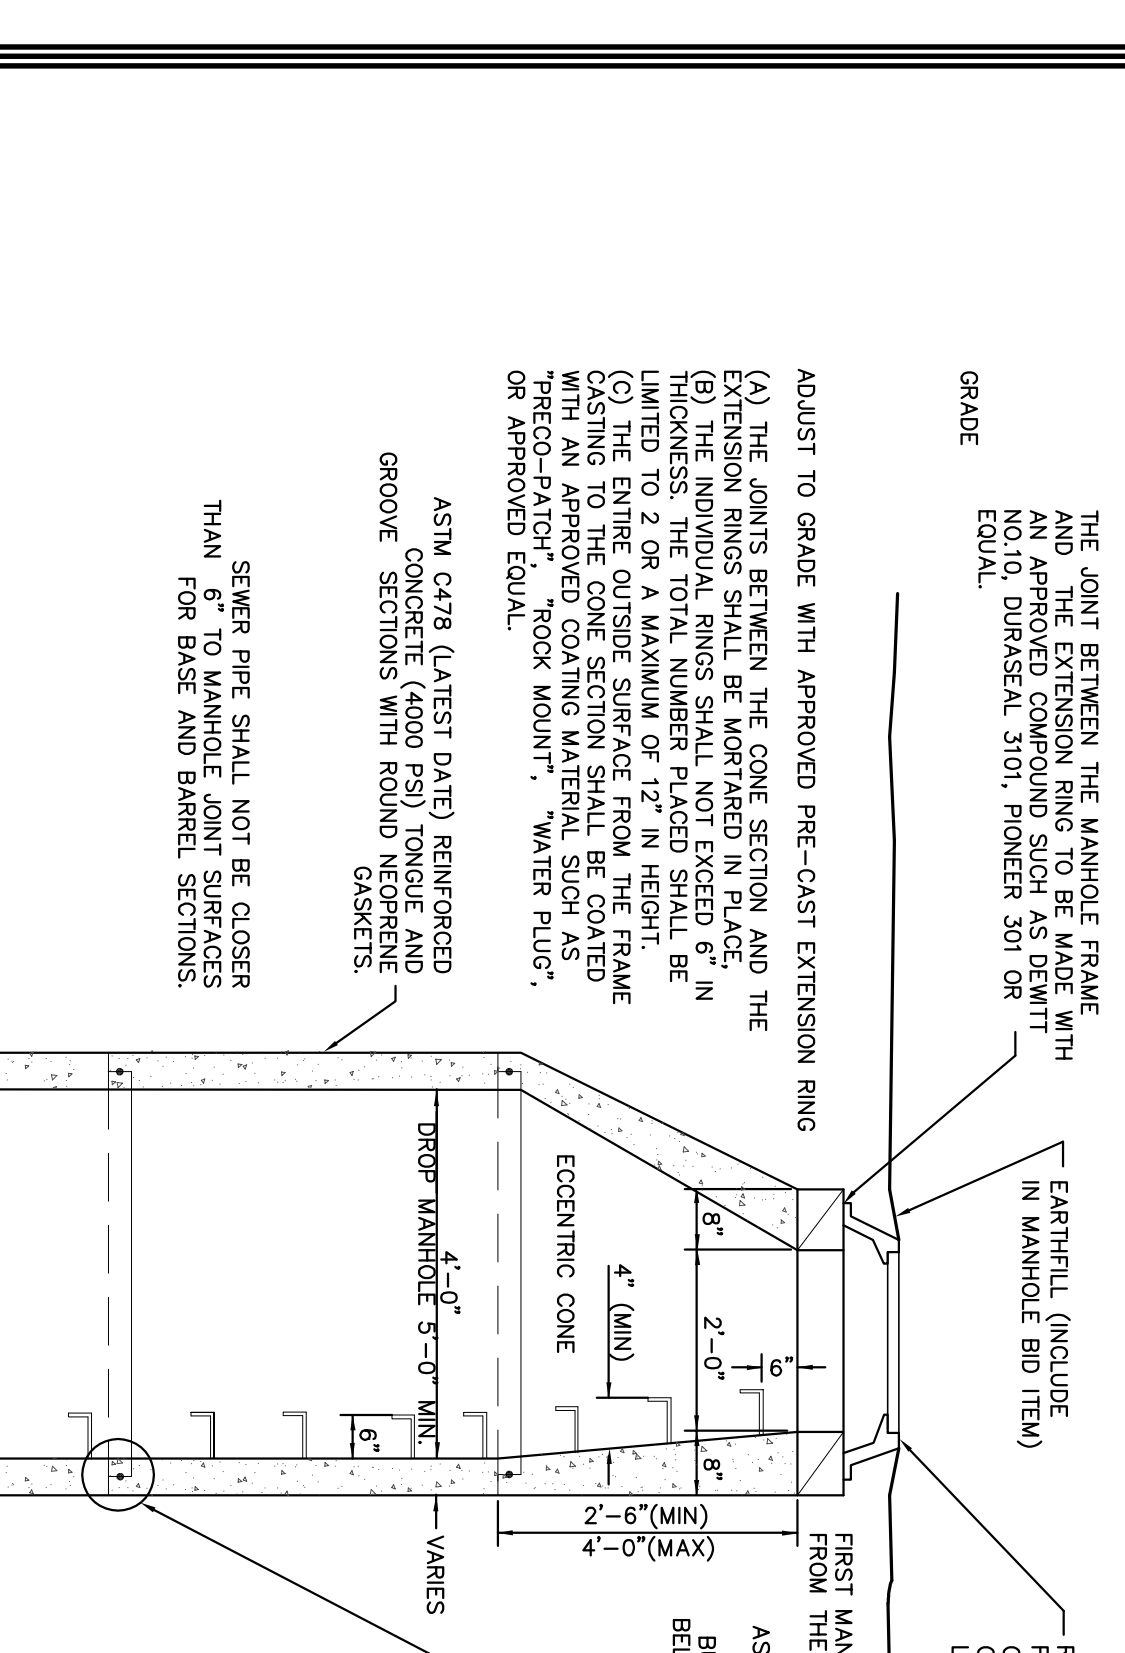 GRADE
THE JOINT BETWEEN THE MANHOLE FRAME
AND THE EXTENSION RING TO BE MADE WITH
AN APPROVED COMPOUND SUCH AS DEWITT
NO.10, DURASEAL 3101, PIONEER 301 OR
EQUAL.
EARTHFILL (INCLUDE
IN MANHOLE BID ITEM)
ADJUST TO GRADE WITH APPROVED PRE-CAST EXTENSION RING
(A) THE JOINTS BETWEEN THE CONE SECTION AND THE
EXTENSION RINGS SHALL BE MORTARED IN PLACE,
(B) THE INDIVIDUAL RINGS SHALL NOT EXCEED 6" IN
THICKNESS. THE TOTAL NUMBER PLACED SHALL BE
LIMITED TO 2 OR A MAXIMUM OF 12" IN HEIGHT.
(C) THE ENTIRE OUTSIDE SURFACE FROM THE FRAME
CASTING TO THE CONE SECTION SHALL BE COATED
WITH AN APPROVED COATING MATERIAL SUCH AS
"PRECO-PATCH", "ROCK MOUNT", "WATER PLUG",
OR APPROVED EQUAL.
8"
2'-0"
8"
6"
4" (MIN)
ECCENTRIC CONE
2'-6"(MIN)
4'-0"(MAX)
FIRST
FROM THE
ASTM C478 (LATEST DATE) REINFORCED
CONCRETE (4000 PSI) TONGUE AND
GROOVE SECTIONS WITH ROUND NEOPRENE
GASKETS.
4'-0"
DROP MANHOLE 5'-0" MIN.
VARIES
6"
SEWER PIPE SHALL NOT BE CLOSER
THAN 6" TO MANHOLE JOINT SURFACES
FOR BASE AND BARREL SECTIONS.